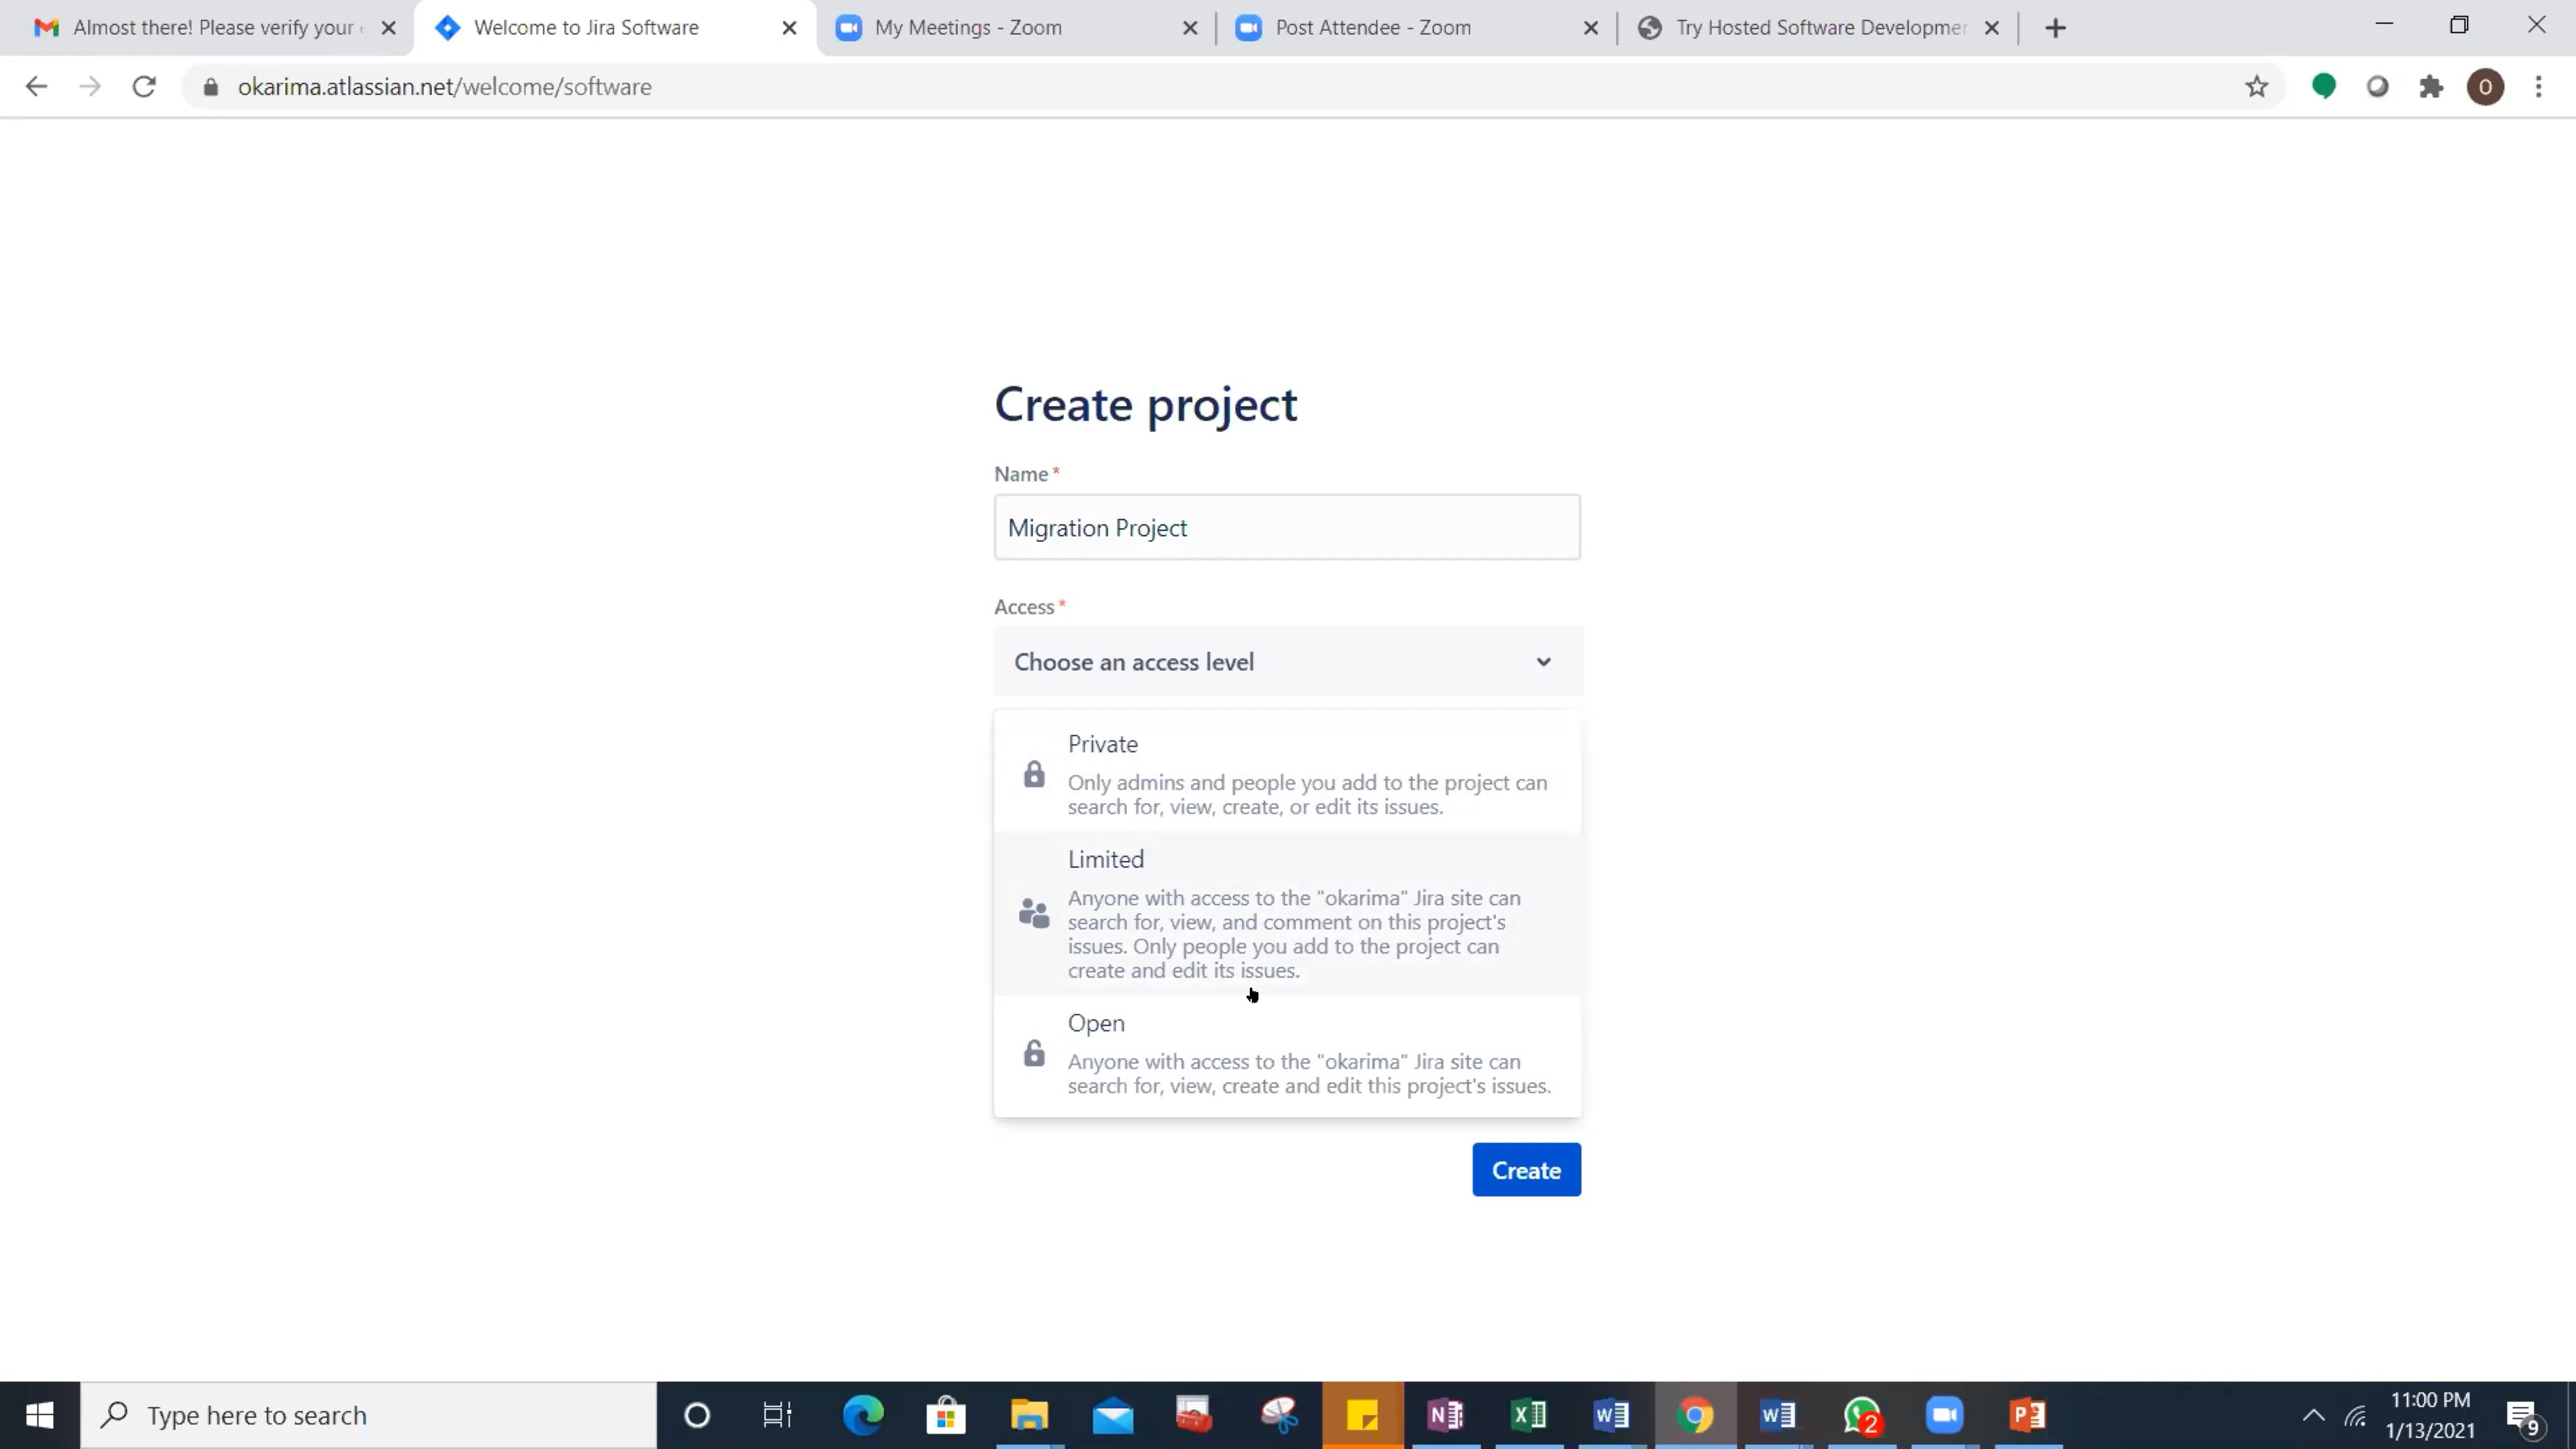 Almost there! Please verify your
Welcome to Jira Software
My Meetings - Zoom
Post Attendee - Zoom
Try Hosted Software Developmen
okarima.atlassian.net/welcome/software
O
Create project
Name*
Migration Project
Access*
Choose an access level
Private
Only admins and people you add to the project can
search for, view, create, or edit its issues.
Limited
Anyone with access to the "okarima" Jira site can
search for, view, and comment on this project's
issues. Only people you add to the project can
create and edit its issues.
Open
Anyone with access to the "okarima" Jira site can
search for, view, create and edit this project's issues.
Create
Type here to search
2
11:00 PM
1/13/2021
9